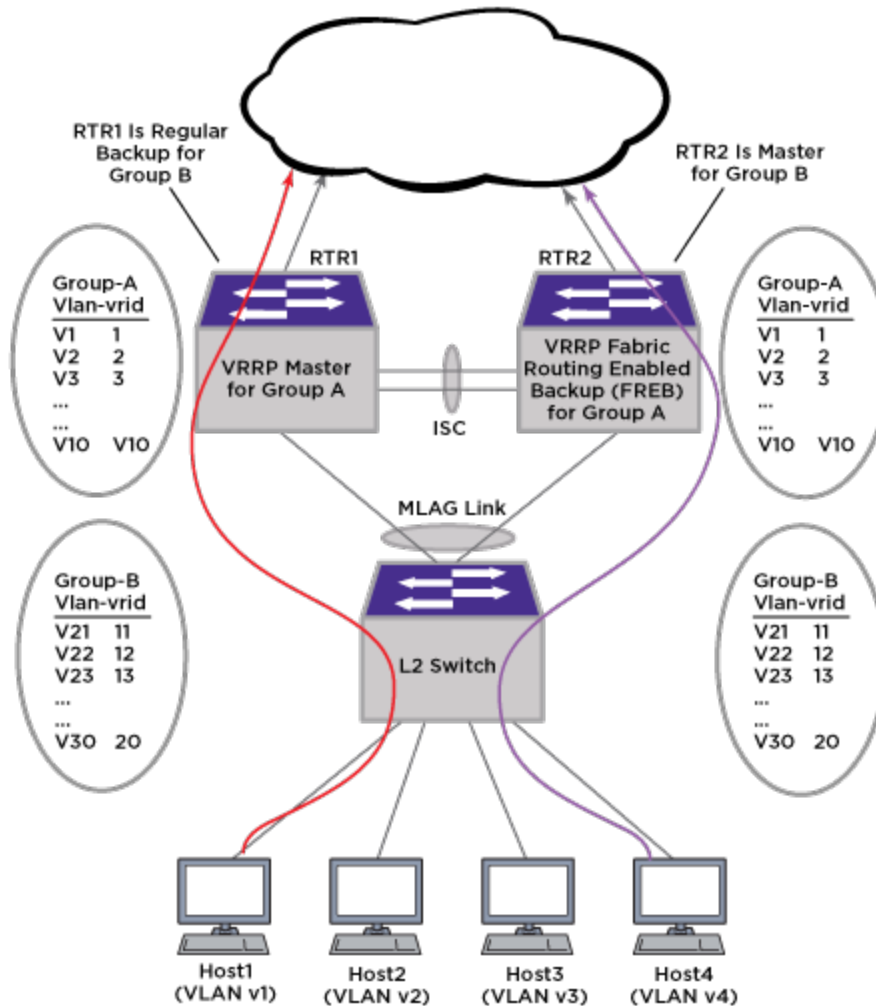 RTR1 Is Regular
Backup for
Group B
RTR2 Is Master
for Group B
RTR1
RTR2
Group-A
Vlan-vrid
V1 1
V2 2
V3 3
...
...
V10 V10
VRRP Master
for Group A
ISC
VRRP Fabric
Routing Enabled
Backup (FREB)
for Group A
Group-A
Vlan-vrid
V1 1
V2 2
V3 3
...
...
V10 V10
MLAG Link
Group-B
Vlan-vrid
V21 11
V22 12
V23 13
...
...
V30 20
L2 Switch
Group-B
Vlan-vrid
V21 11
V22 12
V23 13
...
...
V30 20
Host1
(VLAN v1)
Host2
(VLAN v2)
Host3
(VLAN v3)
Host4
(VLAN v4)